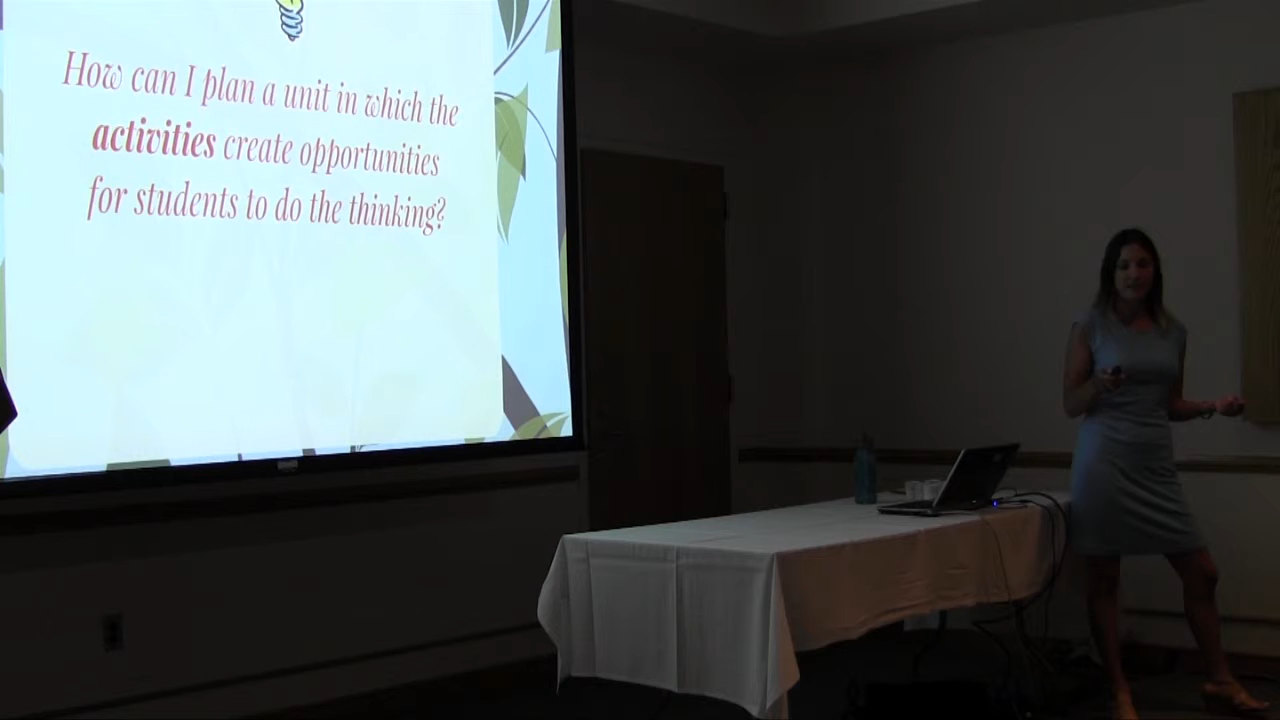 How can I plan a unit in which the
activities create opportunities
for students to do the thinking?